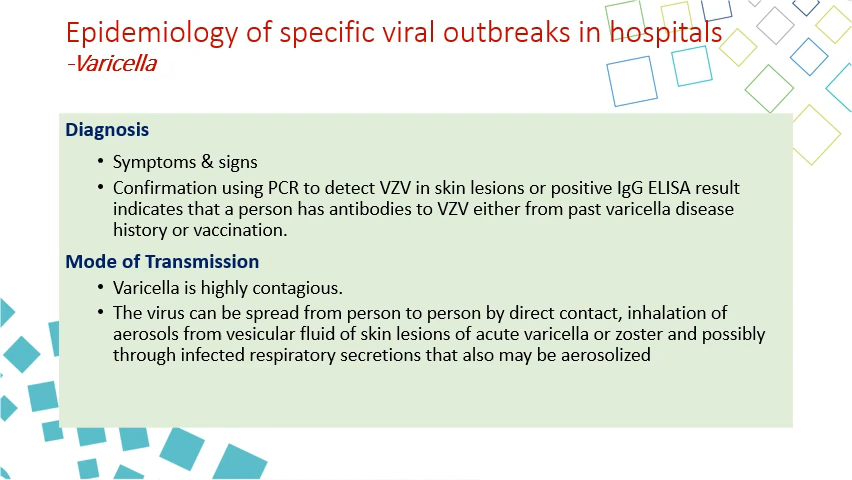 Epidemiology of specific viral outbreaks in hospitals
-Varicella
Diagnosis
• Symptoms & signs
• Confirmation using PCR to detect VZV in skin lesions or positive IgG ELISA result
indicates that a person has antibodies to VZV either from past varicella disease
history or vaccination.
Mode of Transmission
• Varicella is highly contagious.
• The virus can be spread from person to person by direct contact, inhalation of
aerosols from vesicular fluid of skin lesions of acute varicella or zoster and possibly
through infected respiratory secretions that also may be aerosolized